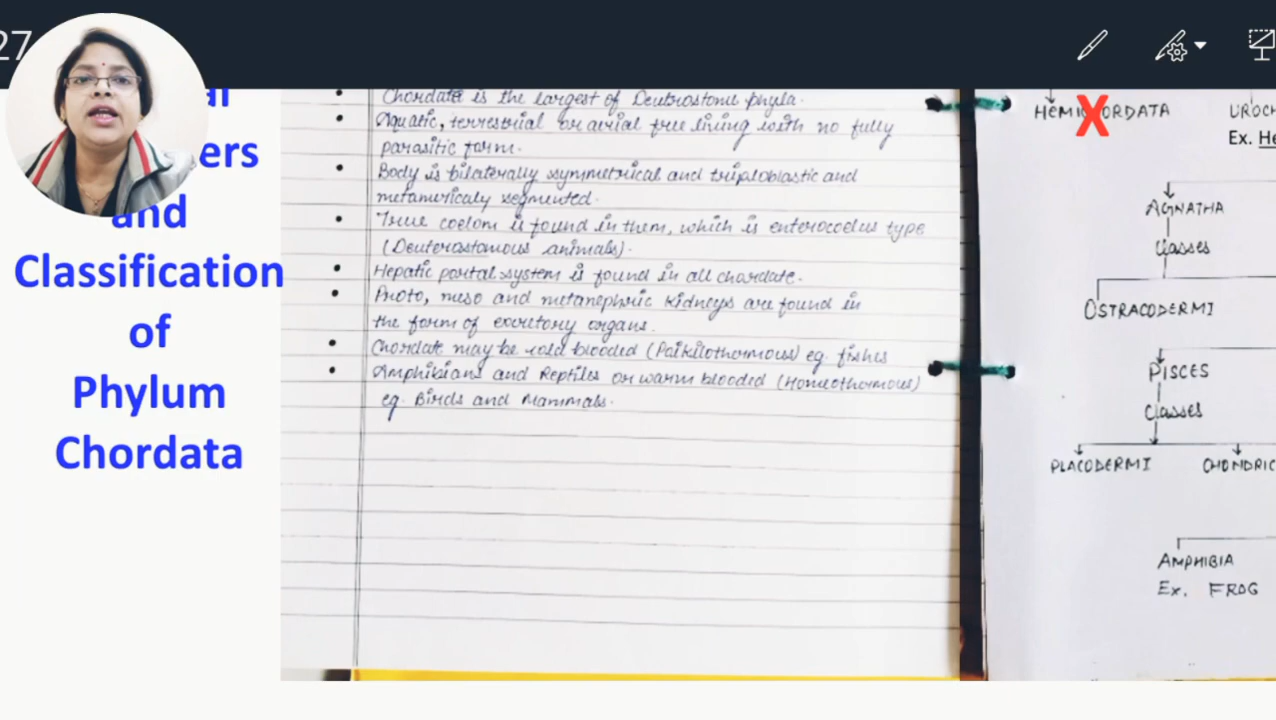 27
al
ers
and
Classification
of
Phylum
Chordata
Chordata is the largest of Deutrostome phyla.
Aquatic, terrestrial or aerial free living with no fully
parasitic form.
Body is bilaterally symmetrical and triploblastic and
metamericaly segmented.
True coelom is found in them, which is enterocoelus type
(Deuterostomous animals).
Hepatic portal system is found in all chordate.
Proto, meso and metanephric kidneys are found in
the form of excretory organs.
Chordate may be cold blooded (Poikilothermous) eg. fishes
Amphibians and Reptiles or warm blooded (Homeothermous)
eg. Birds and Mammals.
HEMICHORDATA
X
UROCH
Ex. He
AGNATHA
Classes
OSTRACODERMI
PISCES
Classes
PLACODERMI
CHONDRIC
AMPHIBIA
Ex. FROG